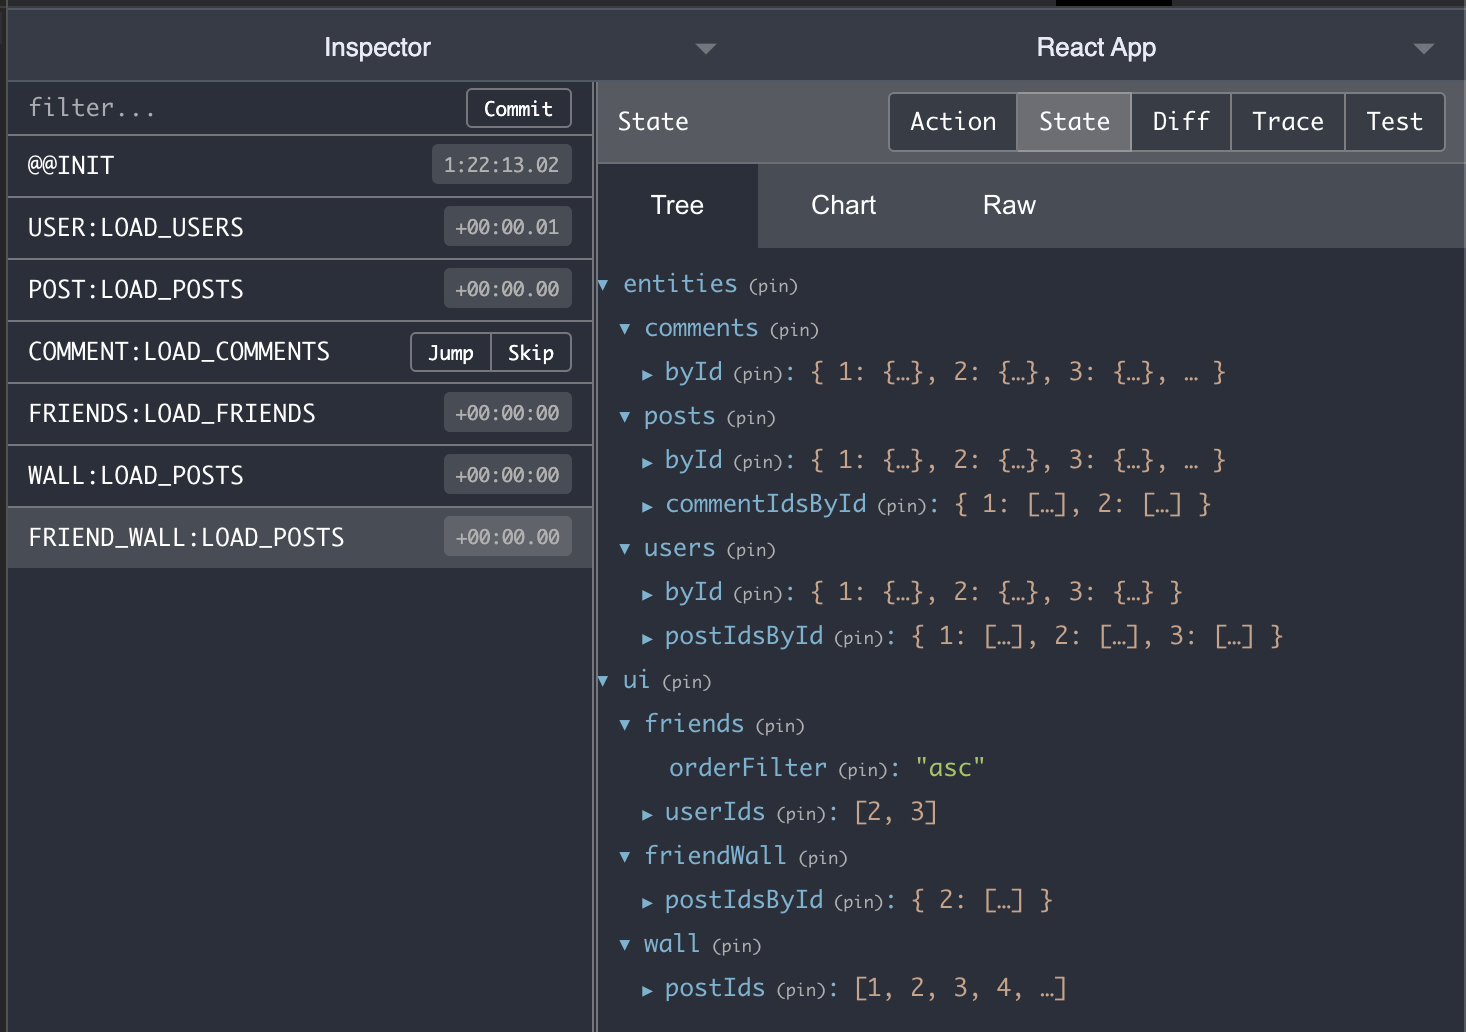 Inspector
React App
filter...
Commit
@@INIT
1:22:13.02
USER:LOAD_USERS
+00:00.01
POST:LOAD_POSTS
+00:00.00
COMMENT:LOAD_COMMENTS
Jump
Skip
FRIENDS:LOAD_FRIENDS
+00:00:00
WALL:LOAD_POSTS
+00:00:00
FRIEND_WALL:LOAD_POSTS
+00:00.00
State
Action
State
Diff
Trace
Test
Tree
Chart
Raw
▼ entities (pin)
▼ comments (pin)
▶ byId (pin): { 1: {…}, 2: {…}, 3: {…}, … }
▼ posts (pin)
▶ byId (pin): { 1: {…}, 2: {…}, 3: {…}, … }
▶ commentIdsById (pin): { 1: […], 2: […] }
▼ users (pin)
▶ byId (pin): { 1: {…}, 2: {…}, 3: {…} }
▶ postIdsById (pin): { 1: […], 2: […], 3: […] }
▼ ui (pin)
▼ friends (pin)
orderFilter (pin): "asc"
▶ userIds (pin): [2, 3]
▼ friendWall (pin)
▶ postIdsById (pin): { 2: […] }
▼ wall (pin)
▶ postIds (pin): [1, 2, 3, 4, …]